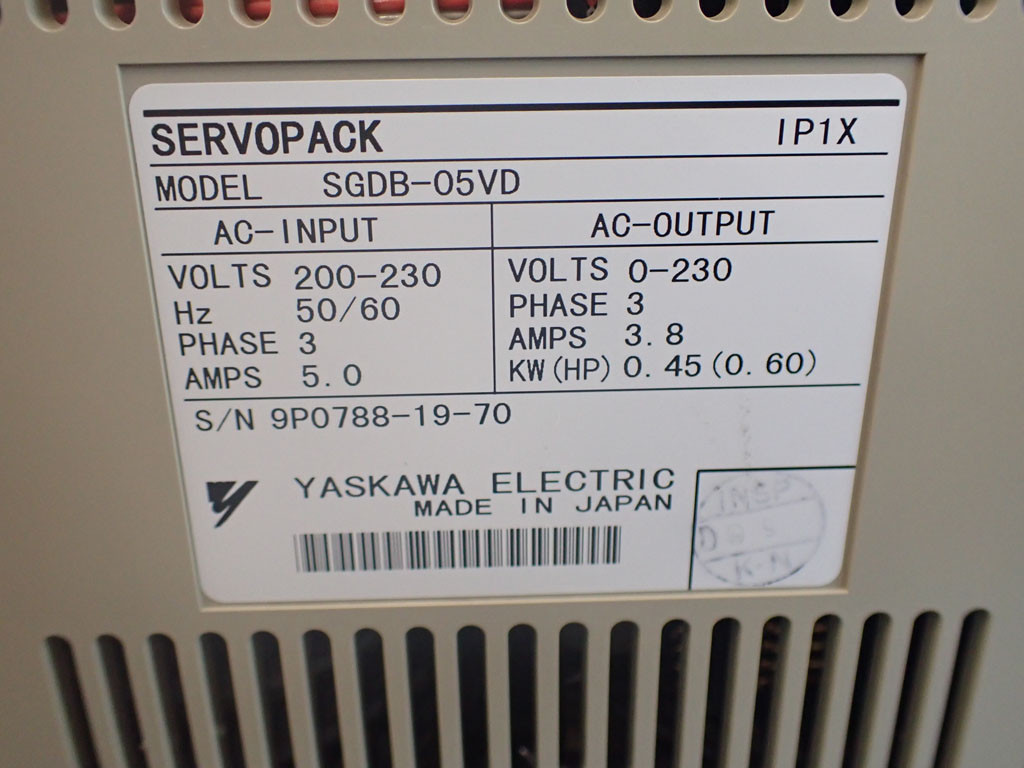 SERVOPACK IP1X
MODEL SGDB-05VD
AC-INPUT AC-OUTPUT
VOLTS 200-230 VOLTS 0-230
Hz 50/60 PHASE 3
PHASE 3 AMPS 3.8
AMPS 5.0 KW(HP) 0.45(0.60)
S/N 9P0788-19-70
YASKAWA ELECTRIC
MADE IN JAPAN
INSP
K·N